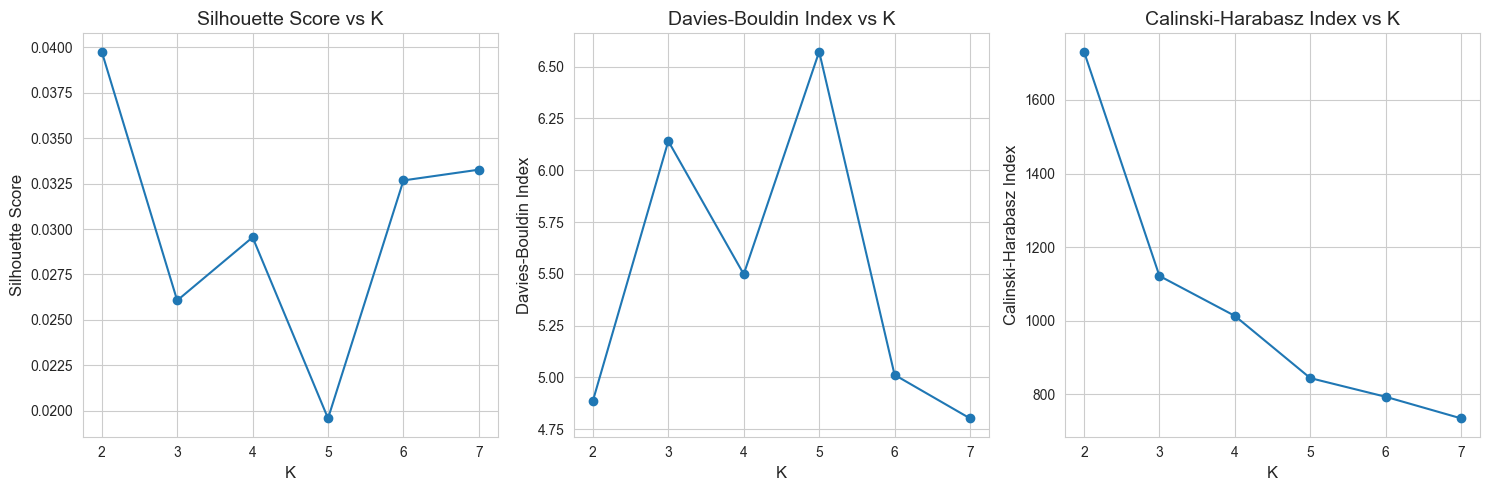 Silhouette Score vs K
Silhouette Score
0.0400
0.0375
0.0350
0.0325
0.0300
0.0275
0.0250
0.0225
0.0200
2 3 4 5 6 7
K
Davies-Bouldin Index vs K
Davies-Bouldin Index
6.50
6.25
6.00
5.75
5.50
5.25
5.00
4.75
2 3 4 5 6 7
K
Calinski-Harabasz Index vs K
Calinski-Harabasz Index
1600
1400
1200
1000
800
2 3 4 5 6 7
K